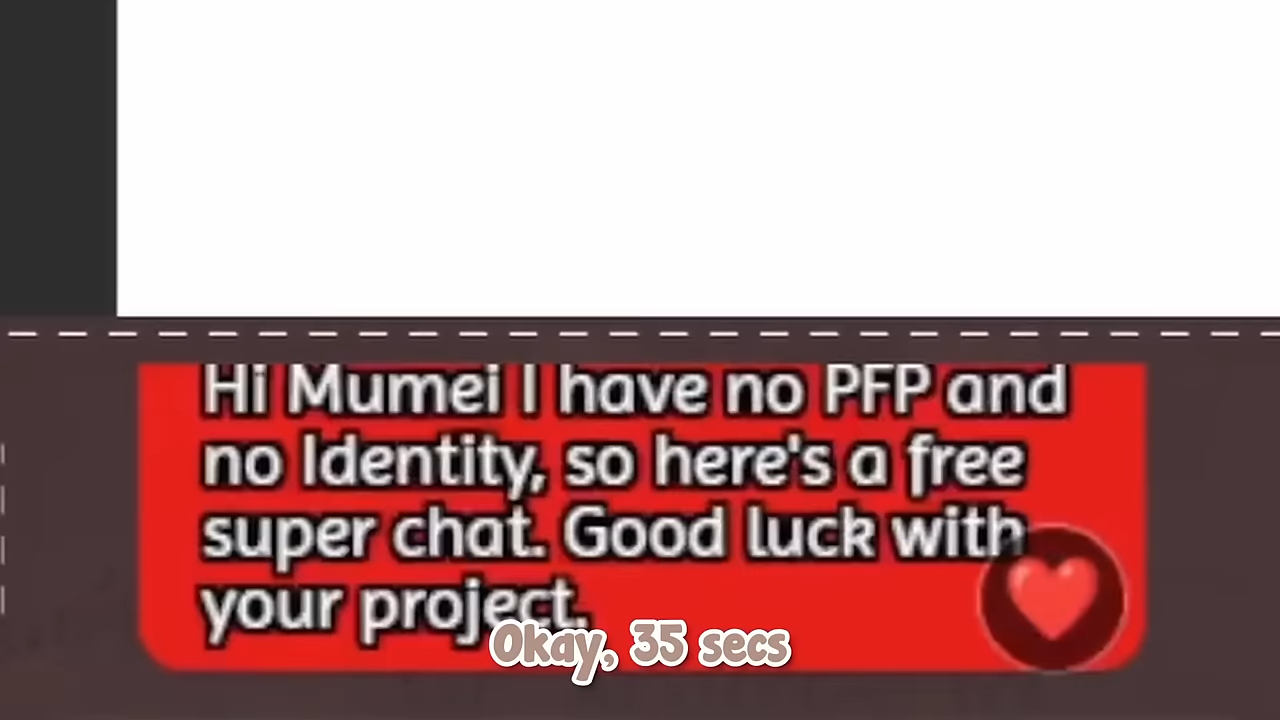 Hi Mumei I have no PFP and
no Identity, so here's a free
super chat. Good luck with
your project.
Okay, 35 secs